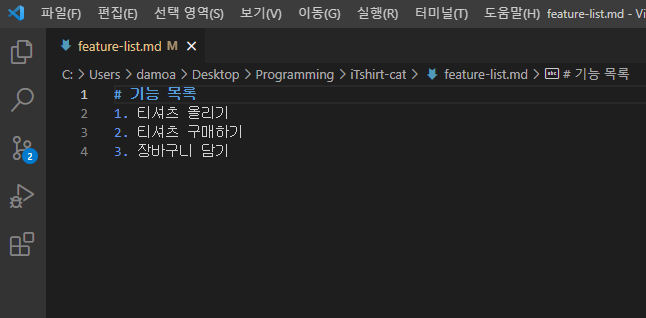 파일(F) 편집(E) 선택 영역(S) 보기(V) 이동(G) 실행(R) 터미널(T) 도움말(H) feature-list.md - Vi
feature-list.md M
C: > Users > damoa > Desktop > Programming > iTshirt-cat > feature-list.md > # 기능 목록
1 # 기능 목록
2 1. 티셔츠 올리기
3 2. 티셔츠 구매하기
4 3. 장바구니 담기
2